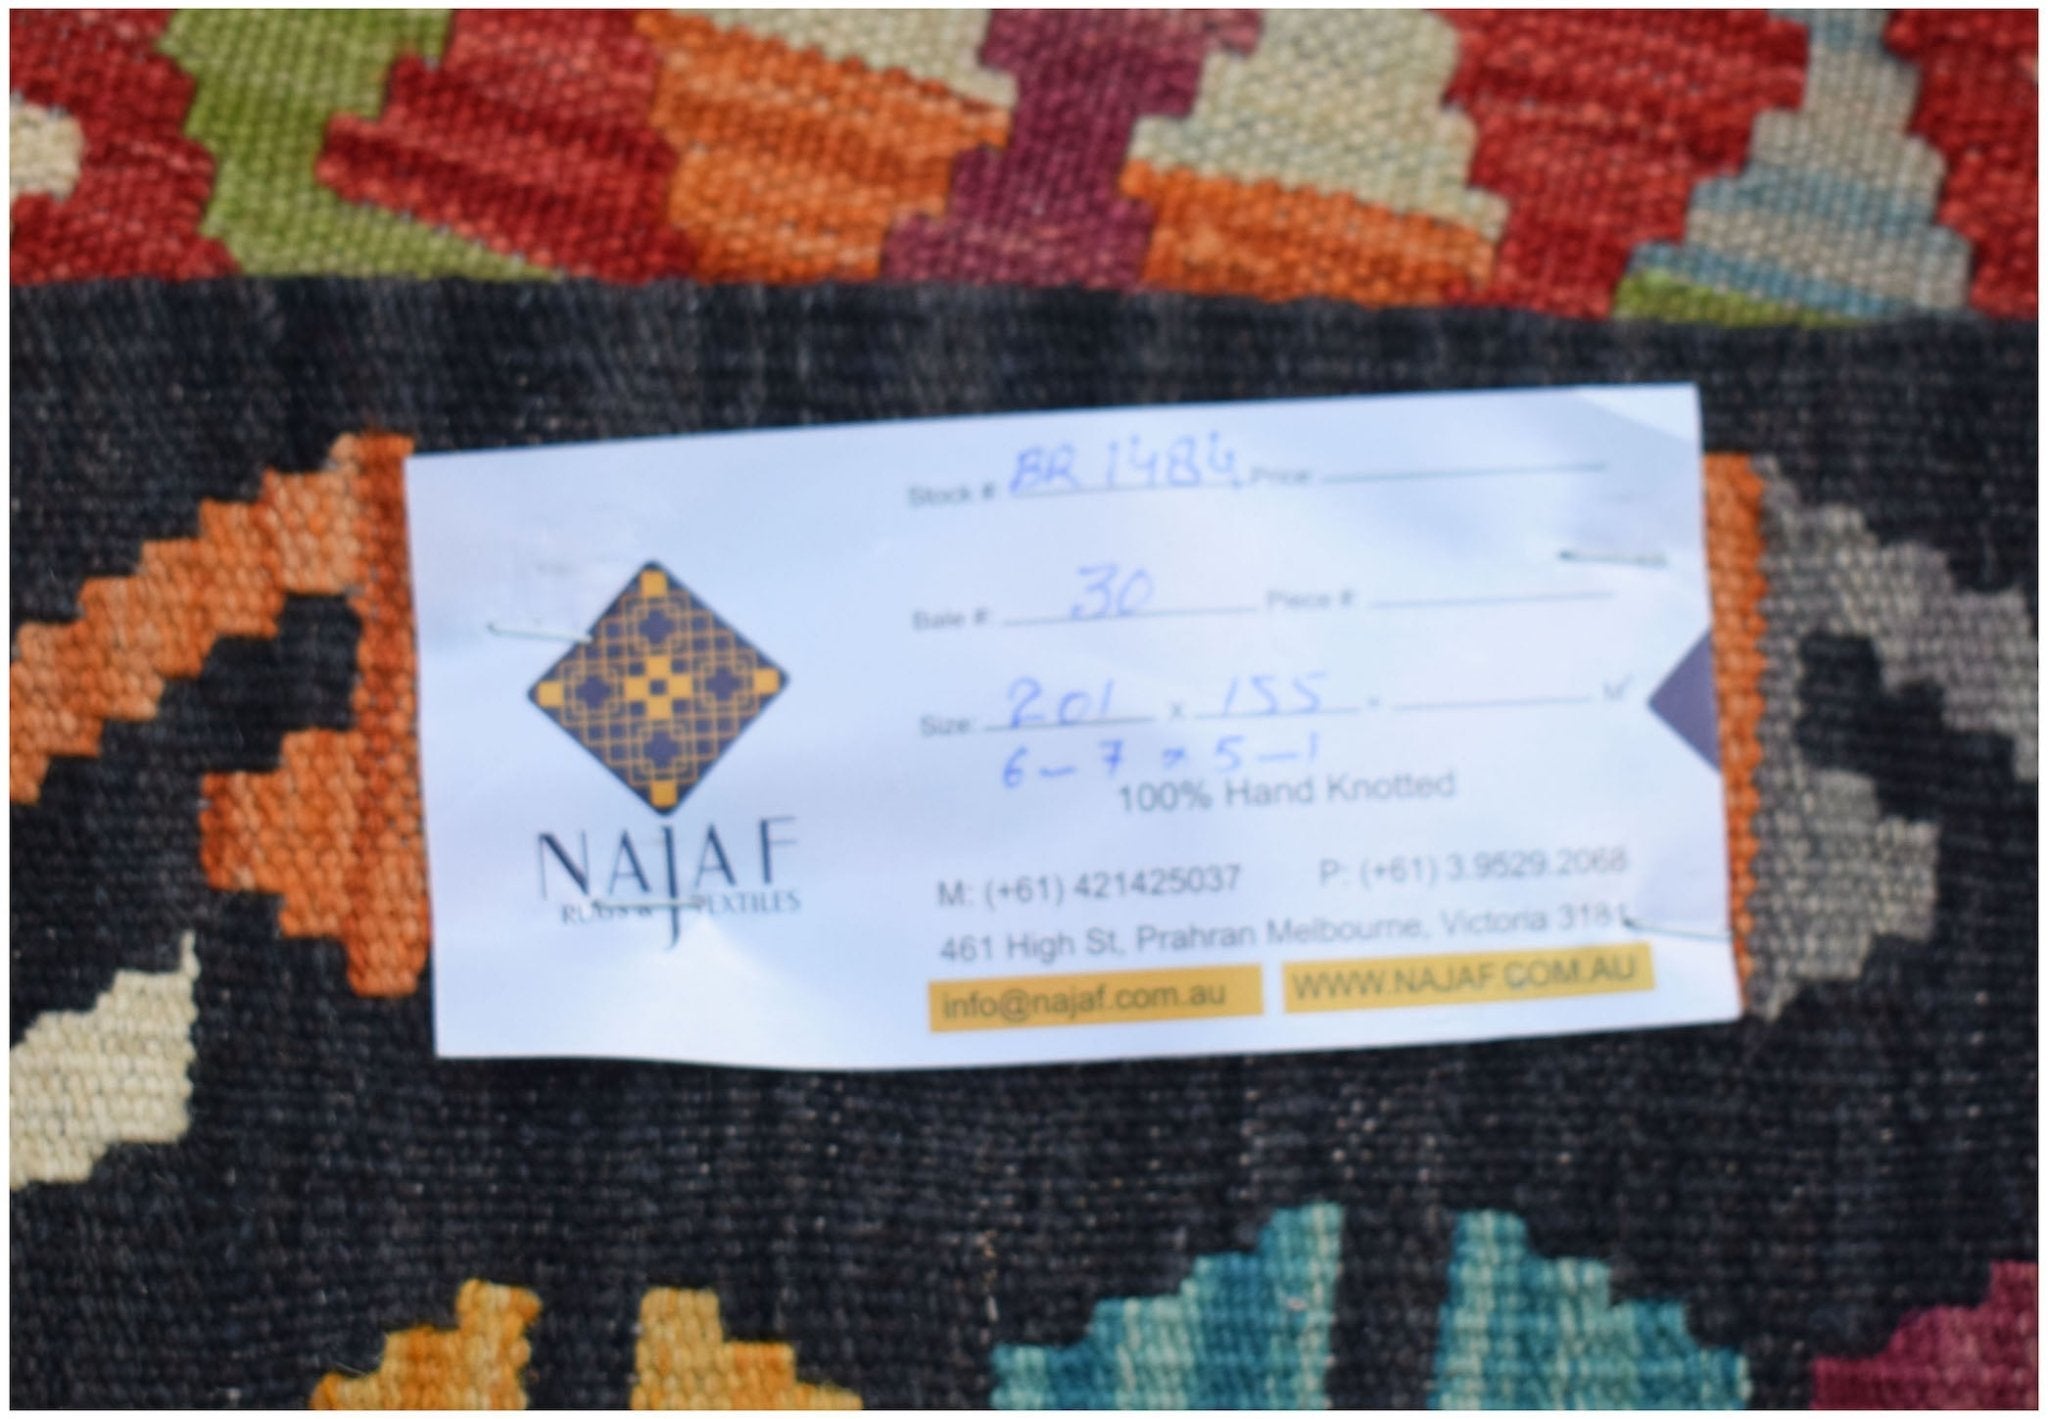 NAJAF
RUGS & TEXTILES
Stock #: BR 1484 Price:
Bale #: 30 Piece #:
Size: 201 x 155 = M²
6-7 x 5-1
100% Hand Knotted
M: (+61) 421425037 P: (+61) 3.9529.2068
461 High St, Prahran Melbourne, Victoria 3181
info@najaf.com.au WWW.NAJAF.COM.AU